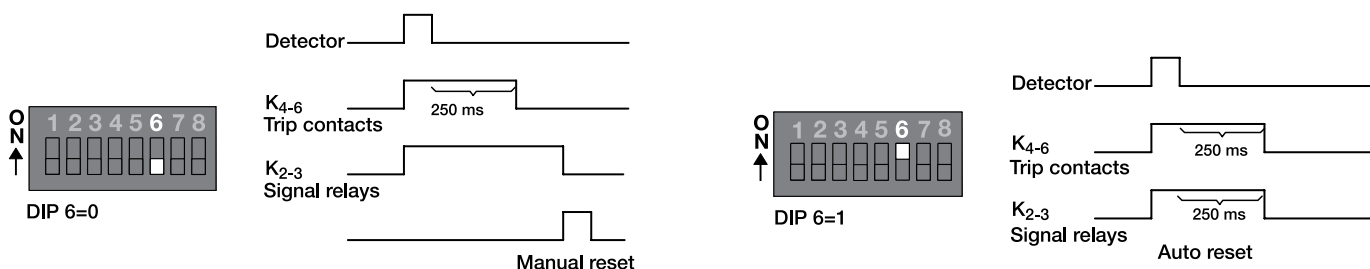 Detector
K4-6
Trip contacts
250 ms
K2-3
Signal relays
Manual reset
ON
1 2 3 4 5 6 7 8
DIP 6=0
Detector
K4-6
Trip contacts
250 ms
K2-3
Signal relays
250 ms
Auto reset
ON
1 2 3 4 5 6 7 8
DIP 6=1